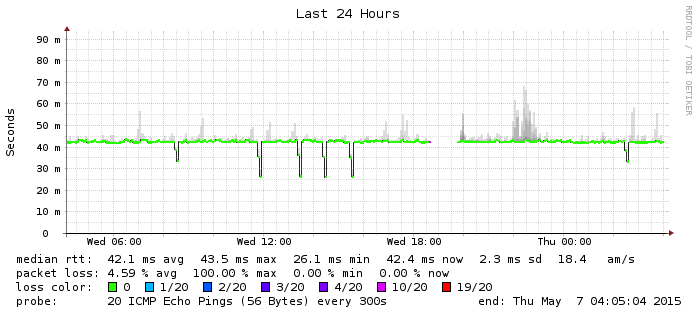 Last 24 Hours
RRDTOOL / TOBI OETIKER
Seconds
90 m
80 m
70 m
60 m
50 m
40 m
30 m
20 m
10 m
0
Wed 06:00 Wed 12:00 Wed 18:00 Thu 00:00
median rtt: 42.1 ms avg 43.5 ms max 26.1 ms min 42.4 ms now 2.3 ms sd 18.4 am/s
packet loss: 4.59 % avg 100.00 % max 0.00 % min 0.00 % now
loss color: 0 1/20 2/20 3/20 4/20 10/20 19/20
probe: 20 ICMP Echo Pings (56 Bytes) every 300s end: Thu May 7 04:05:04 2015